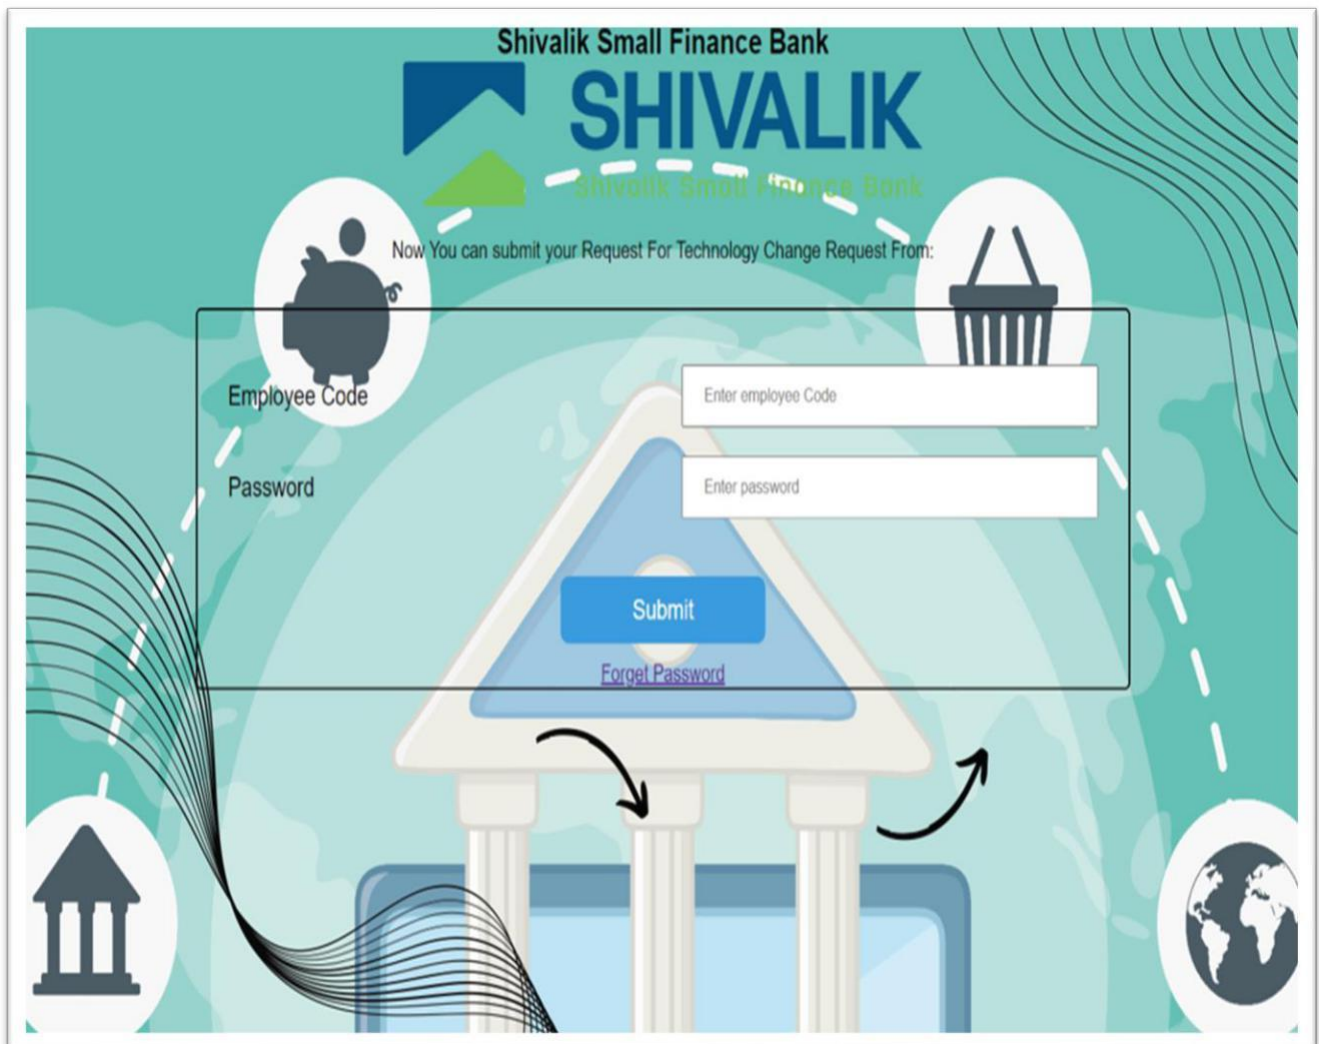 Shivalik Small Finance Bank
SHIVALIK
Shivalik Small Finance Bank
Now You can submit your Request For Technology Change Request From:
Employee Code
Enter employee Code
Password
Enter password
Submit
Forget Password